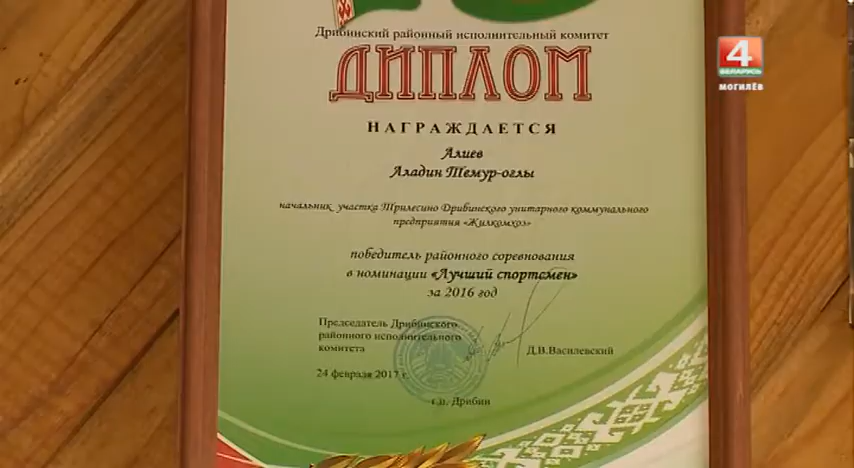 Дрибинский районный исполнительный комитет
ДИПЛОМ
4
БЕЛАРУСЬ
МОГИЛЁВ
НАГРАЖДАЕТСЯ
Алиев
Аладин Темур-оглы
начальник участка Трилесино Дрибинского унитарного коммунального
предприятия «Жилкомхоз»
победитель районного соревнования
в номинации «Лучший спортсмен»
за 2016 год
Председатель Дрибинского
районного исполнительного
комитета
Д.В.Василевский
24 февраля 2017 г.
г.п. Дрибин